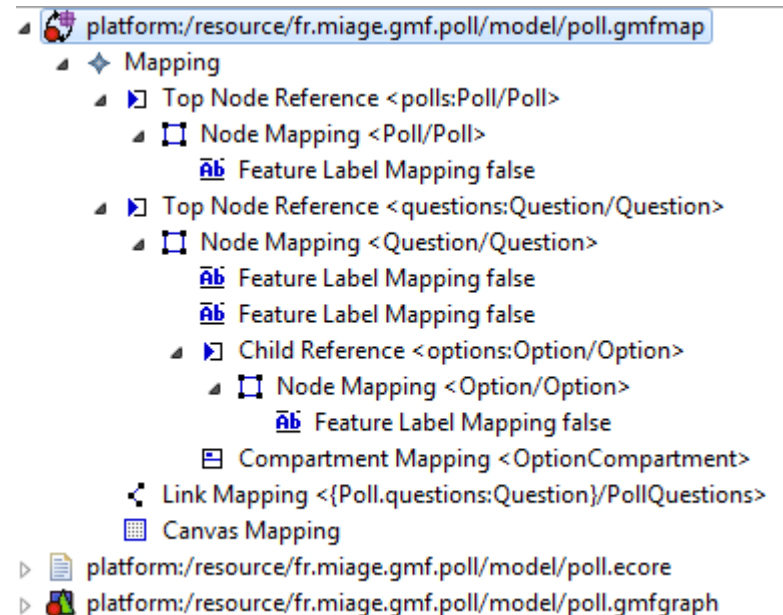 platform:/resource/fr.miage.gmf.poll/model/poll.gmfmap
Mapping
Top Node Reference <polls:Poll/Poll>
Node Mapping <Poll/Poll>
Ab Feature Label Mapping false
Top Node Reference <questions:Question/Question>
Node Mapping <Question/Question>
Ab Feature Label Mapping false
Ab Feature Label Mapping false
Child Reference <options:Option/Option>
Node Mapping <Option/Option>
Ab Feature Label Mapping false
Compartment Mapping <OptionCompartment>
Link Mapping <{Poll.questions:Question}/PollQuestions>
Canvas Mapping
platform:/resource/fr.miage.gmf.poll/model/poll.ecore
platform:/resource/fr.miage.gmf.poll/model/poll.gmfgraph